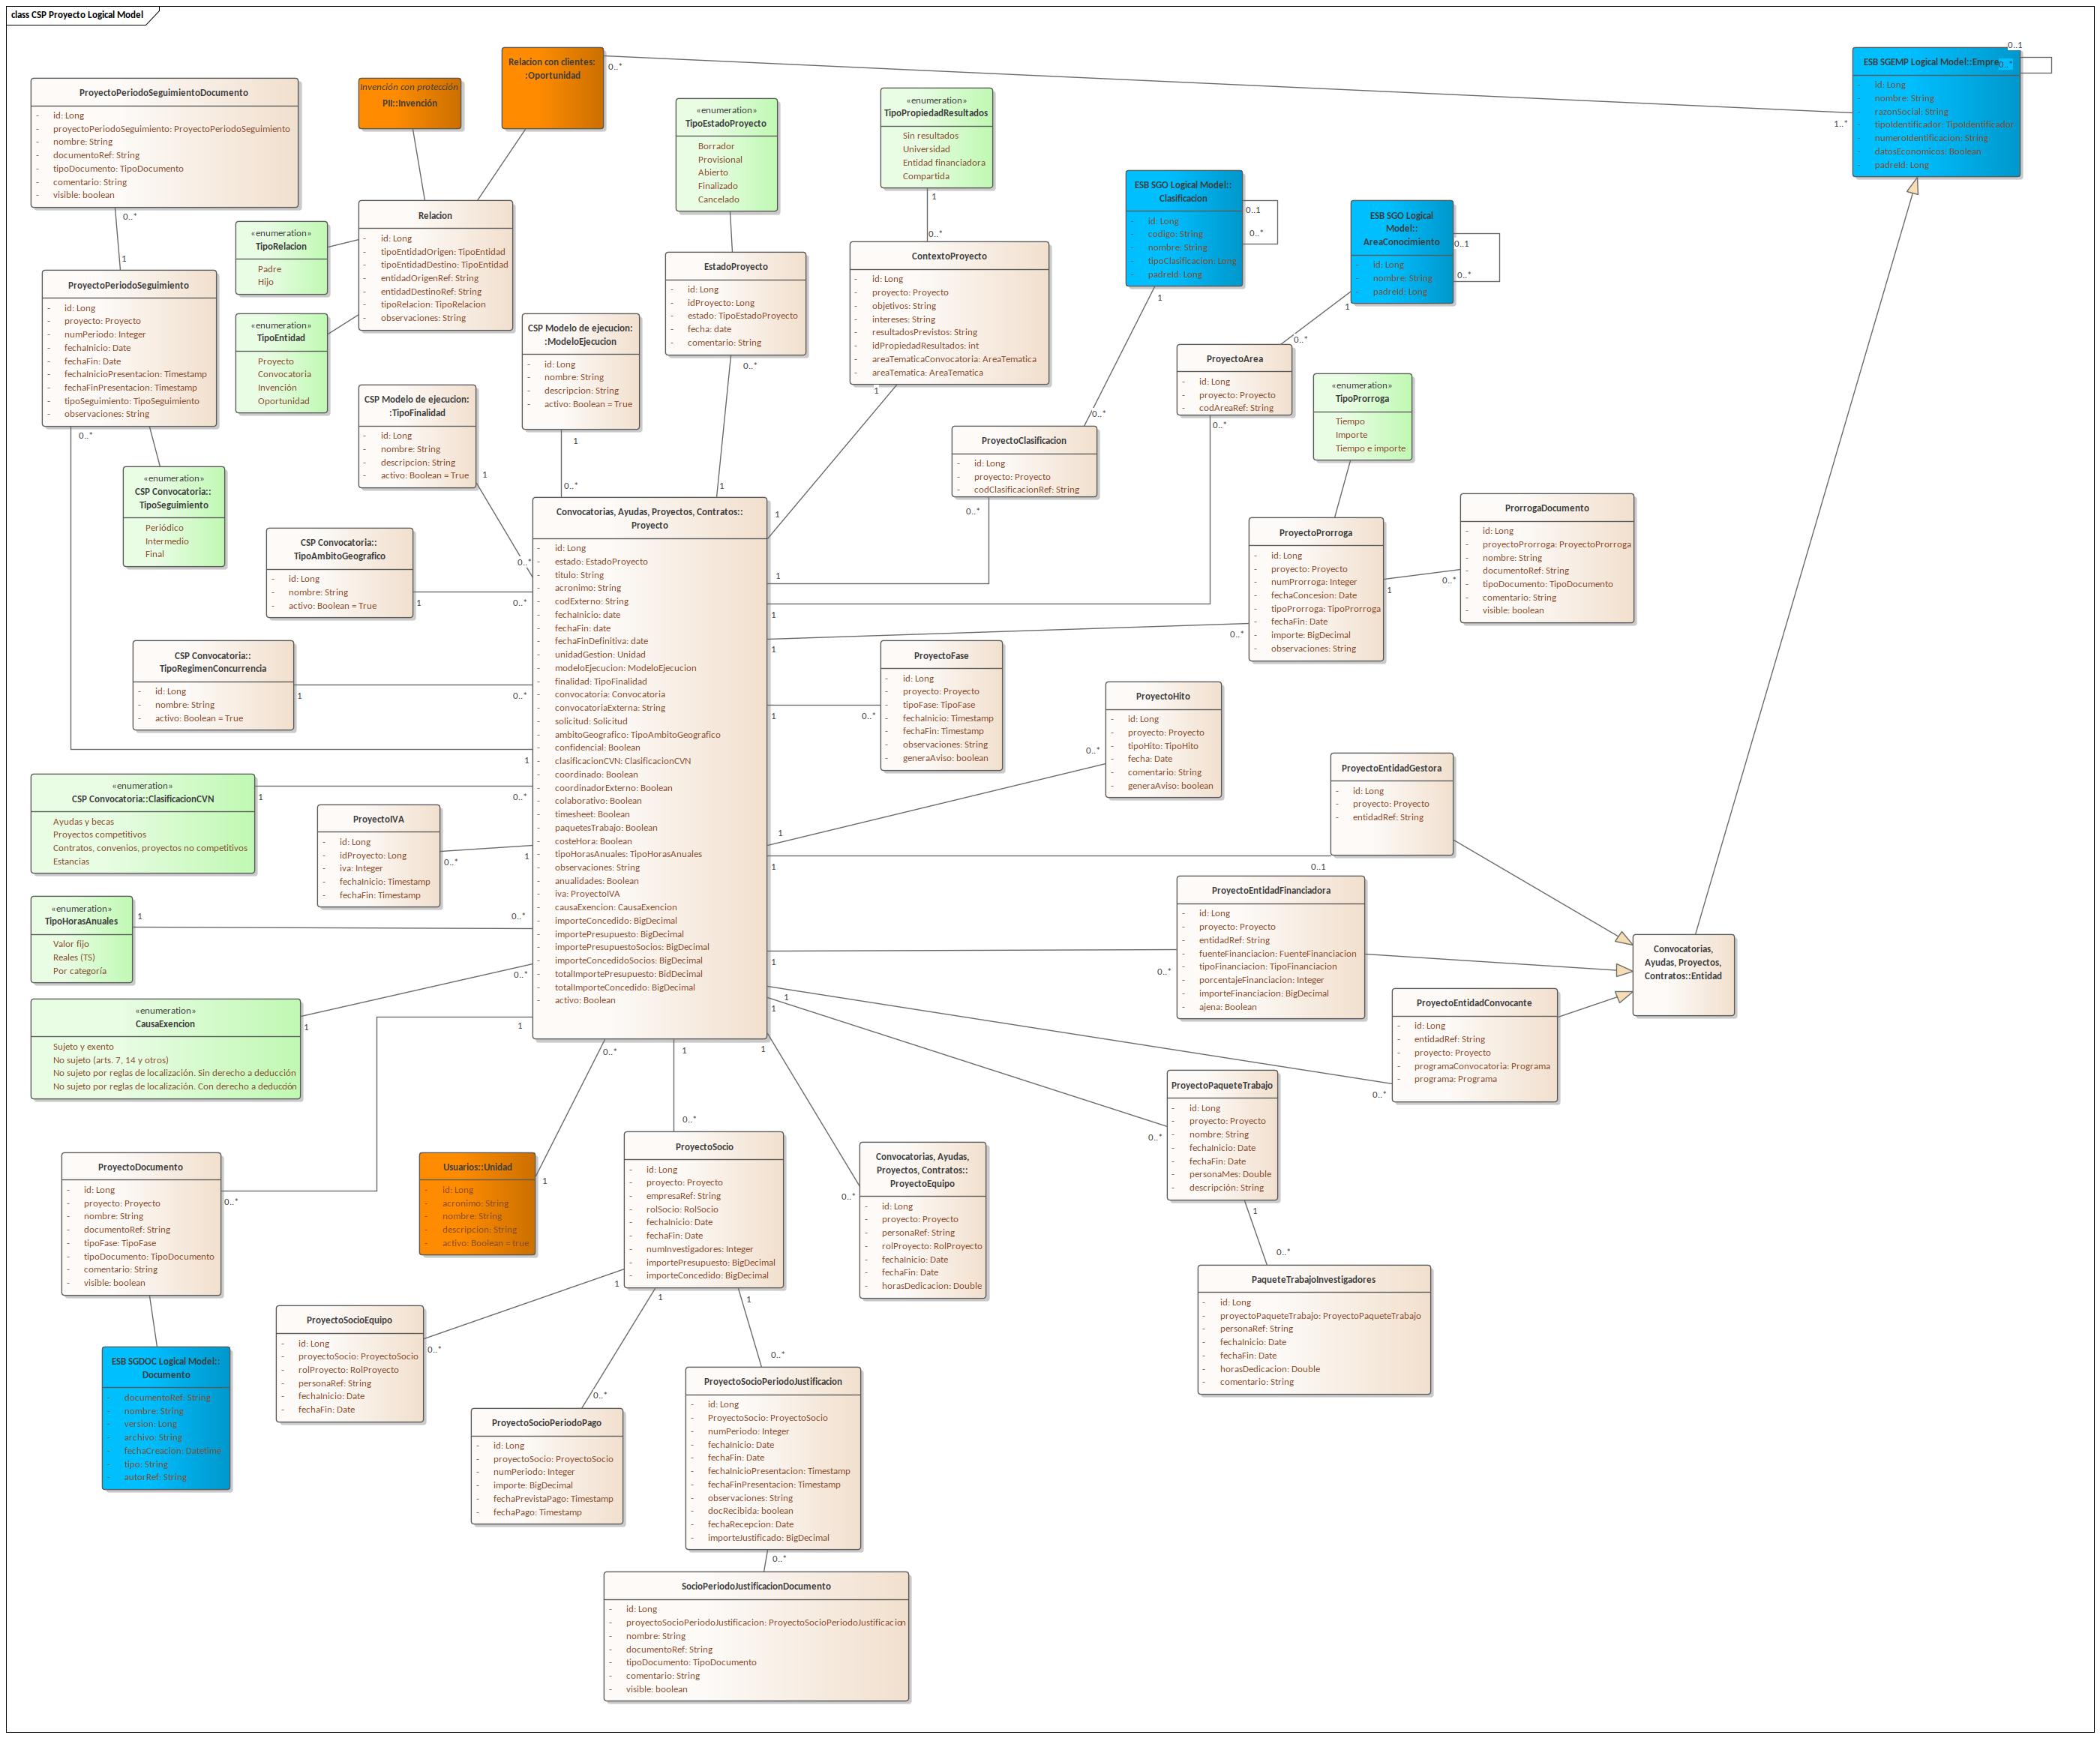 class CSP Proyecto Logical Model
ProyectoPeriodoSeguimientoDocumento
- id: Long
- proyectoPeriodoSeguimiento: ProyectoPeriodoSeguimiento
- nombre: String
- documentoRef: String
- tipoDocumento: TipoDocumento
- comentario: String
- visible: boolean
0..*
1
Invención con protección
PII::Invención
Relacion con clientes:
:Oportunidad
0..*
1..*
ESB SGEMP Logical Model::Empre
0..1
0..*
- id: Long
- nombre: String
- razonSocial: String
- tipoIdentificador: TipoIdentificador
- numeroIdentificacion: String
- datosEconomicos: Boolean
- padreId: Long
«enumeration»
TipoEstadoProyecto
Borrador
Provisional
Abierto
Finalizado
Cancelado
«enumeration»
TipoPropiedadResultados
Sin resultados
Universidad
Entidad financiadora
Compartida
1
0..*
ESB SGO Logical Model::
Clasificacion
- id: Long
- codigo: String
- nombre: String
- tipoClasificacion: Long
- padreId: Long
0..1
0..*
1
0..*
ESB SGO Logical
Model::
AreaConocimiento
- id: Long
- nombre: String
- padreId: Long
0..1
0..*
1
0..*
Relacion
- id: Long
- tipoEntidadOrigen: TipoEntidad
- tipoEntidadDestino: TipoEntidad
- entidadOrigenRef: String
- entidadDestinoRef: String
- tipoRelacion: TipoRelacion
- observaciones: String
«enumeration»
TipoRelacion
Padre
Hijo
«enumeration»
TipoEntidad
Proyecto
Convocatoria
Invención
Oportunidad
ProyectoPeriodoSeguimiento
- id: Long
- proyecto: Proyecto
- numPeriodo: Integer
- fechaInicio: Date
- fechaFin: Date
- fechaInicioPresentacion: Timestamp
- fechaFinPresentacion: Timestamp
- tipoSeguimiento: TipoSeguimiento
- observaciones: String
0..*
1
EstadoProyecto
- id: Long
- idProyecto: Long
- estado: TipoEstadoProyecto
- fecha: date
- comentario: String
0..*
1
ContextoProyecto
- id: Long
- proyecto: Proyecto
- objetivos: String
- intereses: String
- resultadosPrevistos: String
- idPropiedadResultados: int
- areaTematicaConvocatoria: AreaTematica
- areaTematica: AreaTematica
1
1
CSP Modelo de ejecucion:
:ModeloEjecucion
- id: Long
- nombre: String
- descripcion: String
- activo: Boolean = True
1
0..*
CSP Modelo de ejecucion:
:TipoFinalidad
- id: Long
- nombre: String
- descripcion: String
- activo: Boolean = True
1
0..*
ProyectoArea
- id: Long
- proyecto: Proyecto
- codAreaRef: String
0..*
1
«enumeration»
TipoProrroga
Tiempo
Importe
Tiempo e importe
ProyectoClasificacion
- id: Long
- proyecto: Proyecto
- codClasificacionRef: String
0..*
1
«enumeration»
CSP Convocatoria::
TipoSeguimiento
Periódico
Intermedio
Final
CSP Convocatoria::
TipoAmbitoGeografico
- id: Long
- nombre: String
- activo: Boolean = True
1
0..*
Convocatorias, Ayudas, Proyectos, Contratos::
Proyecto
- id: Long
- estado: EstadoProyecto
- titulo: String
- acronimo: String
- codExterno: String
- fechaInicio: date
- fechaFin: date
- fechaFinDefinitiva: date
- unidadGestion: Unidad
- modeloEjecucion: ModeloEjecucion
- finalidad: TipoFinalidad
- convocatoria: Convocatoria
- convocatoriaExterna: String
- solicitud: Solicitud
- ambitoGeografico: TipoAmbitoGeografico
- confidencial: Boolean
- clasificacionCVN: ClasificacionCVN
- coordinado: Boolean
- coordinadorExterno: Boolean
- colaborativo: Boolean
- timesheet: Boolean
- paquetesTrabajo: Boolean
- costeHora: Boolean
- tipoHorasAnuales: TipoHorasAnuales
- observaciones: String
- anualidades: Boolean
- iva: ProyectoIVA
- causaExencion: CausaExencion
- importeConcedido: BigDecimal
- importePresupuesto: BigDecimal
- importePresupuestoSocios: BigDecimal
- importeConcedidoSocios: BigDecimal
- totalImportePresupuesto: BidDecimal
- totalImporteConcedido: BigDecimal
- activo: Boolean
ProyectoProrroga
- id: Long
- proyecto: Proyecto
- numProrroga: Integer
- fechaConcesion: Date
- tipoProrroga: TipoProrroga
- fechaFin: Date
- importe: BigDecimal
- observaciones: String
1
0..*
1
0..*
ProrrogaDocumento
- id: Long
- proyectoProrroga: ProyectoProrroga
- nombre: String
- documentoRef: String
- tipoDocumento: TipoDocumento
- comentario: String
- visible: boolean
CSP Convocatoria::
TipoRegimenConcurrencia
- id: Long
- nombre: String
- activo: Boolean = True
1
0..*
ProyectoFase
- id: Long
- proyecto: Proyecto
- tipoFase: TipoFase
- fechaInicio: Timestamp
- fechaFin: Timestamp
- observaciones: String
- generaAviso: boolean
1
0..*
ProyectoHito
- id: Long
- proyecto: Proyecto
- tipoHito: TipoHito
- fecha: Date
- comentario: String
- generaAviso: boolean
0..*
1
ProyectoEntidadGestora
- id: Long
- proyecto: Proyecto
- entidadRef: String
1
0..1
«enumeration»
CSP Convocatoria::ClasificacionCVN
Ayudas y becas
Proyectos competitivos
Contratos, convenios, proyectos no competitivos
Estancias
1
0..*
ProyectoIVA
- id: Long
- idProyecto: Long
- iva: Integer
- fechaInicio: Timestamp
- fechaFin: Timestamp
0..*
1
«enumeration»
TipoHorasAnuales
Valor fijo
Reales (TS)
Por categoría
1
0..*
ProyectoEntidadFinanciadora
- id: Long
- proyecto: Proyecto
- entidadRef: String
- fuenteFinanciacion: FuenteFinanciacion
- tipoFinanciacion: TipoFinanciacion
- porcentajeFinanciacion: Integer
- importeFinanciacion: BigDecimal
- ajena: Boolean
1
0..*
Convocatorias,
Ayudas, Proyectos,
Contratos::Entidad
ProyectoEntidadConvocante
- id: Long
- entidadRef: String
- proyecto: Proyecto
- programaConvocatoria: Programa
- programa: Programa
1
0..*
«enumeration»
CausaExencion
Sujeto y exento
No sujeto (arts. 7, 14 y otros)
No sujeto por reglas de localización. Sin derecho a deducción
No sujeto por reglas de localización. Con derecho a deducción
1
0..*
ProyectoPaqueteTrabajo
- id: Long
- proyecto: Proyecto
- nombre: String
- fechaInicio: Date
- fechaFin: Date
- personaMes: Double
- descripción: String
1
0..*
1
0..*
ProyectoDocumento
- id: Long
- proyecto: Proyecto
- nombre: String
- documentoRef: String
- tipoFase: TipoFase
- tipoDocumento: TipoDocumento
- comentario: String
- visible: boolean
0..*
1
Usuarios::Unidad
- id: Long
- acronimo: String
- nombre: String
- descripcion: String
- activo: Boolean = true
0..*
1
ProyectoSocio
- id: Long
- proyecto: Proyecto
- empresaRef: String
- rolSocio: RolSocio
- fechaInicio: Date
- fechaFin: Date
- numInvestigadores: Integer
- importePresupuesto: BigDecimal
- importeConcedido: BigDecimal
1
0..*
Convocatorias, Ayudas,
Proyectos, Contratos::
ProyectoEquipo
- id: Long
- proyecto: Proyecto
- personaRef: String
- rolProyecto: RolProyecto
- fechaInicio: Date
- fechaFin: Date
- horasDedicacion: Double
1
0..*
PaqueteTrabajoInvestigadores
- id: Long
- proyectoPaqueteTrabajo: ProyectoPaqueteTrabajo
- personaRef: String
- fechaInicio: Date
- fechaFin: Date
- horasDedicacion: Double
- comentario: String
ESB SGDOC Logical Model::
Documento
- documentoRef: String
- nombre: String
- version: Long
- archivo: String
- fechaCreacion: Datetime
- tipo: String
- autorRef: String
ProyectoSocioEquipo
- id: Long
- proyectoSocio: ProyectoSocio
- rolProyecto: RolProyecto
- personaRef: String
- fechaInicio: Date
- fechaFin: Date
1
0..*
ProyectoSocioPeriodoPago
- id: Long
- proyectoSocio: ProyectoSocio
- numPeriodo: Integer
- importe: BigDecimal
- fechaPrevistaPago: Timestamp
- fechaPago: Timestamp
1
0..*
ProyectoSocioPeriodoJustificacion
- id: Long
- ProyectoSocio: ProyectoSocio
- numPeriodo: Integer
- fechaInicio: Date
- fechaFin: Date
- fechaInicioPresentacion: Timestamp
- fechaFinPresentacion: Timestamp
- observaciones: String
- docRecibida: boolean
- fechaRecepcion: Date
- importeJustificado: BigDecimal
1
0..*
0..*
SocioPeriodoJustificacionDocumento
- id: Long
- proyectoSocioPeriodoJustificacion: ProyectoSocioPeriodoJustificacion
- nombre: String
- documentoRef: String
- tipoDocumento: TipoDocumento
- comentario: String
- visible: boolean